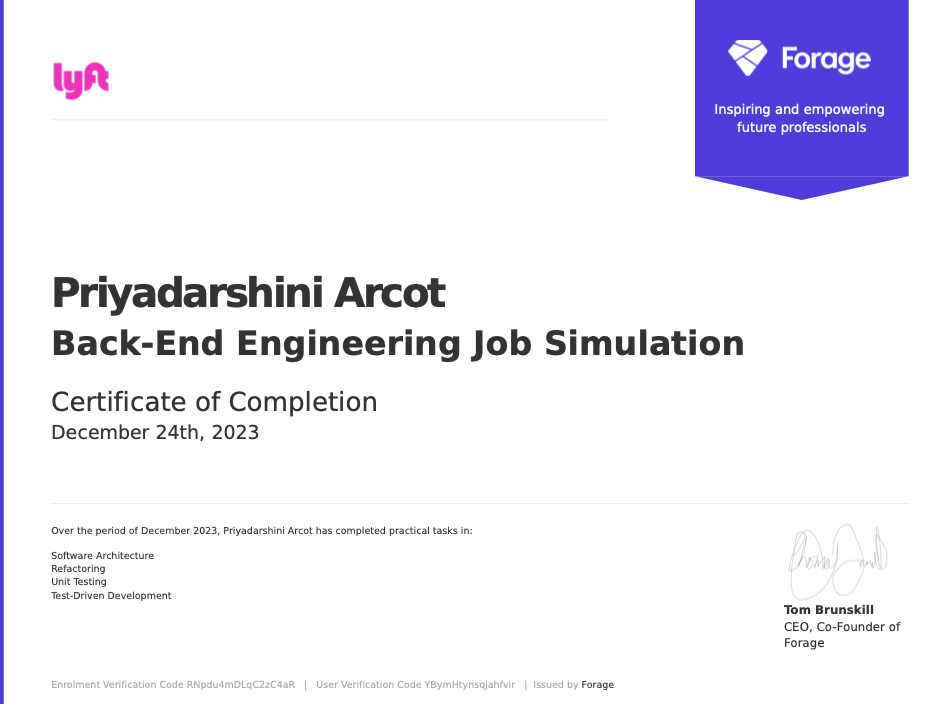 lyft
Forage
Inspiring and empowering
future professionals
Priyadarshini Arcot
Back-End Engineering Job Simulation
Certificate of Completion
December 24th, 2023
Over the period of December 2023, Priyadarshini Arcot has completed practical tasks in:
Software Architecture
Refactoring
Unit Testing
Test-Driven Development
Tom Brunskill
CEO, Co-Founder of
Forage
Enrolment Verification Code RNpdu4mDLqC2zC4aR | User Verification Code YBymHtynsqjahfvir | Issued by Forage